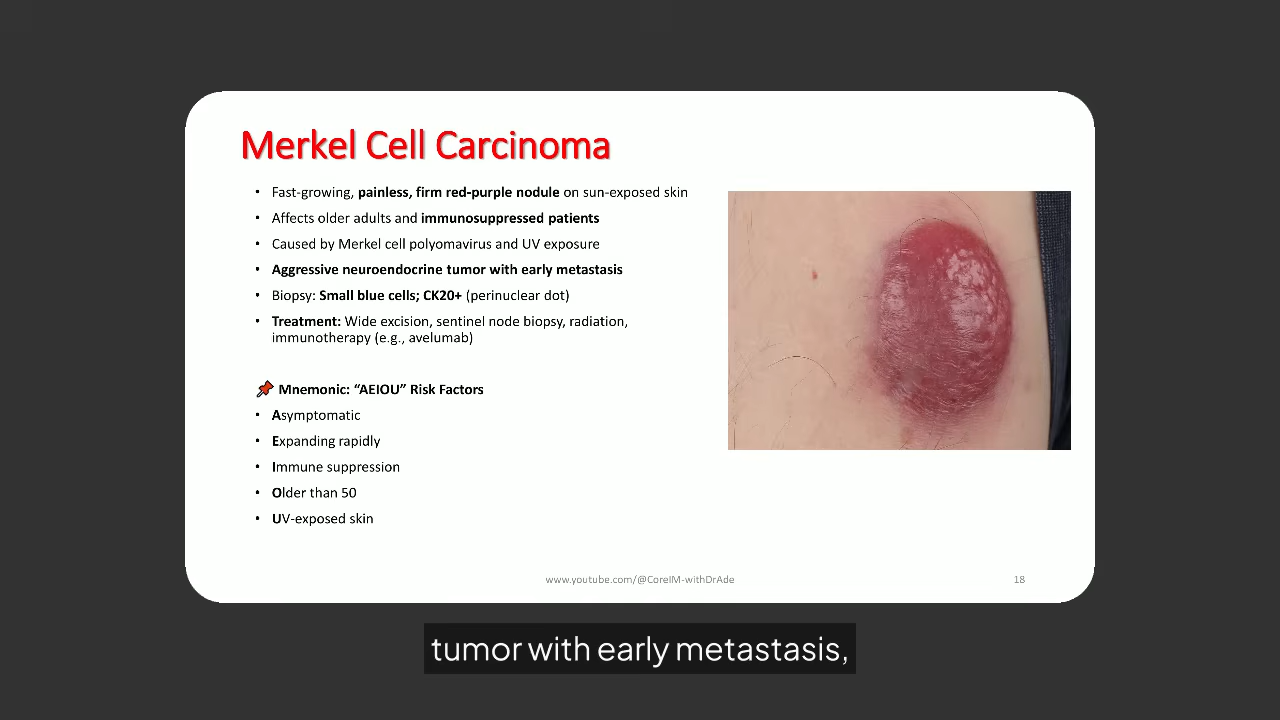 Merkel Cell Carcinoma
• Fast-growing, painless, firm red-purple nodule on sun-exposed skin
• Affects older adults and immunosuppressed patients
• Caused by Merkel cell polyomavirus and UV exposure
• Aggressive neuroendocrine tumor with early metastasis
• Biopsy: Small blue cells; CK20+ (perinuclear dot)
• Treatment: Wide excision, sentinel node biopsy, radiation,
immunotherapy (e.g., avelumab)
📌 Mnemonic: “AEIOU” Risk Factors
• Asymptomatic
• Expanding rapidly
• Immune suppression
• Older than 50
• UV-exposed skin
www.youtube.com/@CoreIM-withDrAde
18
tumor with early metastasis,